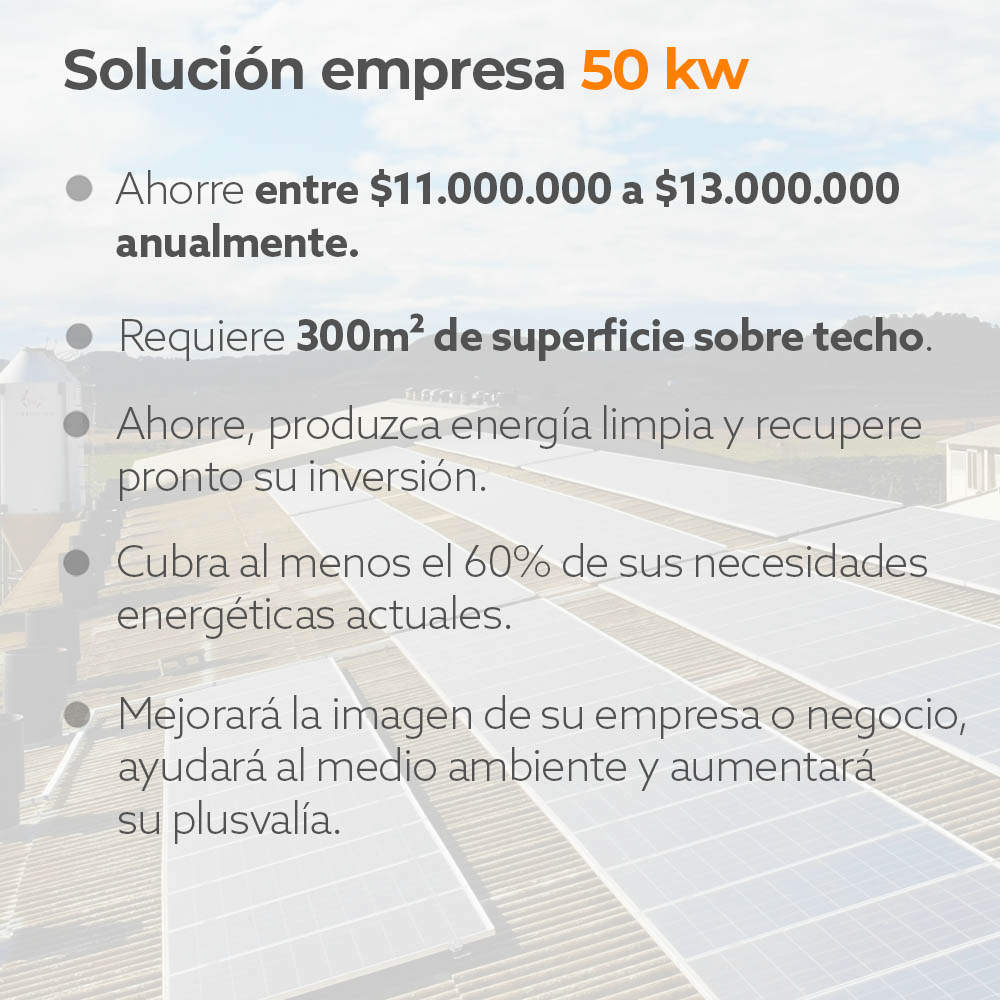 Solución empresa 50 kw
Ahorre entre $11.000.000 a $13.000.000
anualmente.
Requiere 300m² de superficie sobre techo.
Ahorre, produzca energía limpia y recupere
pronto su inversión.
Cubra al menos el 60% de sus necesidades
energéticas actuales.
Mejorará la imagen de su empresa o negocio,
ayudará al medio ambiente y aumentará
su plusvalía.